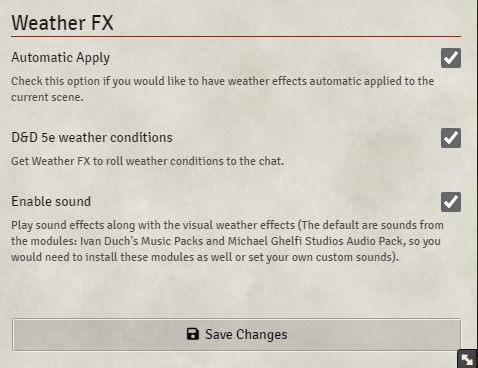 Weather FX
Automatic Apply
Check this option if you would like to have weather effects automatic applied to the
current scene.
D&D 5e weather conditions
Get Weather FX to roll weather conditions to the chat.
Enable sound
Play sound effects along with the visual weather effects (The default are sounds from
the modules: Ivan Duch's Music Packs and Michael Ghelfi Studios Audio Pack, so you
would need to install these modules as well or set your own custom sounds).
Save Changes